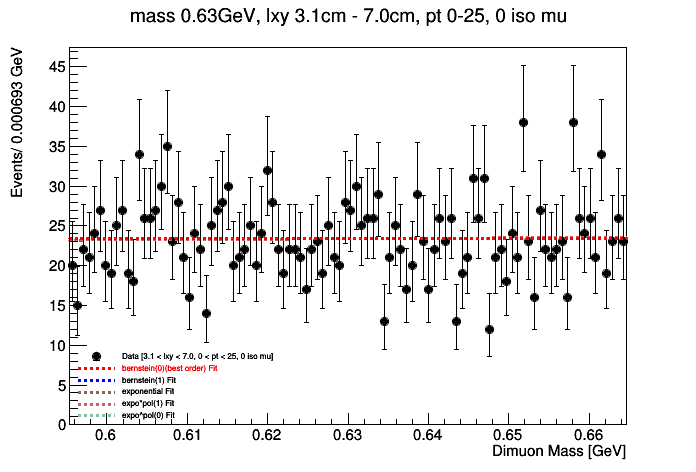 mass 0.63GeV, lxy 3.1cm - 7.0cm, pt 0-25, 0 iso mu
Events/ 0.000693 GeV
45
40
35
30
25
20
15
10
5
0
Data [3.1 < lxy < 7.0, 0 < pt < 25, 0 iso mu]
bernstein(0)(best order) Fit
bernstein(1) Fit
exponential Fit
expo*pol(1) Fit
expo^pol(0) Fit
0.6 0.61 0.62 0.63 0.64 0.65 0.66
Dimuon Mass [GeV]